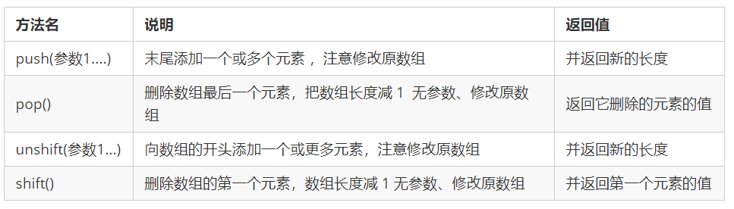 方法名 说明 返回值
push(参数1....) 末尾添加一个或多个元素 ，注意修改原数组 并返回新的长度
pop() 删除数组最后一个元素，把数组长度减 1 无参数、修改原数 返回它删除的元素的值
组
unshift(参数1...) 向数组的开头添加一个或更多元素，注意修改原数组 并返回新的长度
shift() 删除数组的第一个元素，数组长度减 1 无参数、修改原数组 并返回第一个元素的值